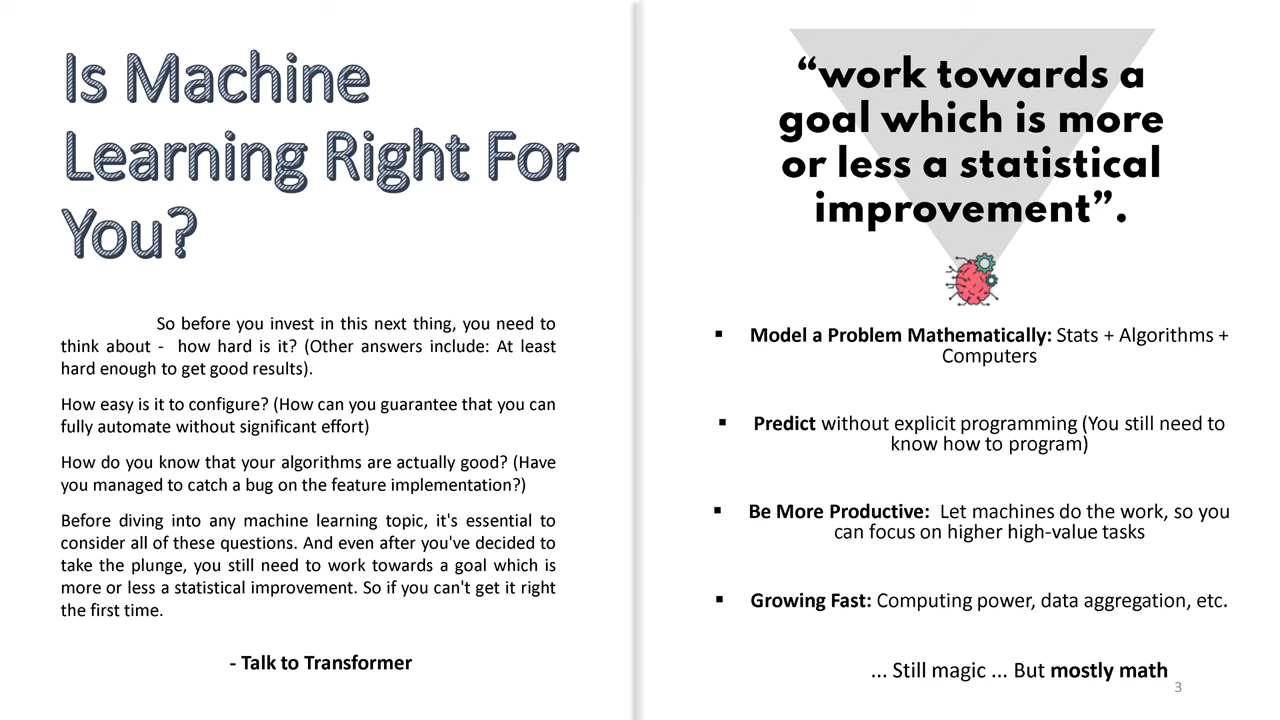 Is Machine
Learning Right For
You?
So before you invest in this next thing, you need to
think about - how hard is it? (Other answers include: At least
hard enough to get good results).
How easy is it to configure? (How can you guarantee that you can
fully automate without significant effort)
How do you know that your algorithms are actually good? (Have
you managed to catch a bug on the feature implementation?)
Before diving into any machine learning topic, it's essential to
consider all of these questions. And even after you've decided to
take the plunge, you still need to work towards a goal which is
more or less a statistical improvement. So if you can't get it right
the first time.
- Talk to Transformer
“work towards a
goal which is more
or less a statistical
improvement”.
▪ Model a Problem Mathematically: Stats + Algorithms +
Computers
▪ Predict without explicit programming (You still need to
know how to program)
▪ Be More Productive: Let machines do the work, so you
can focus on higher high-value tasks
▪ Growing Fast: Computing power, data aggregation, etc.
... Still magic ... But mostly math
3